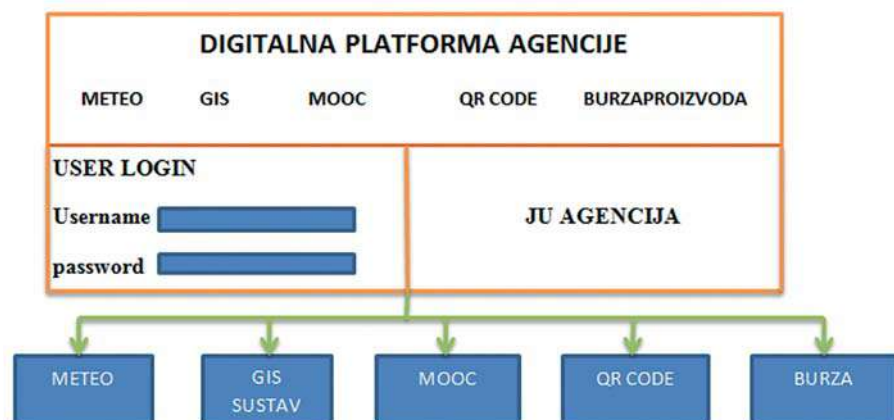 DIGITALNA PLATFORMA AGENCIJE
METEO GIS MOOC QR CODE BURZAPROIZVODA
USER LOGIN
Username
password
JU AGENCIJA
METEO
GIS
SUSTAV
MOOC
QR CODE
BURZA